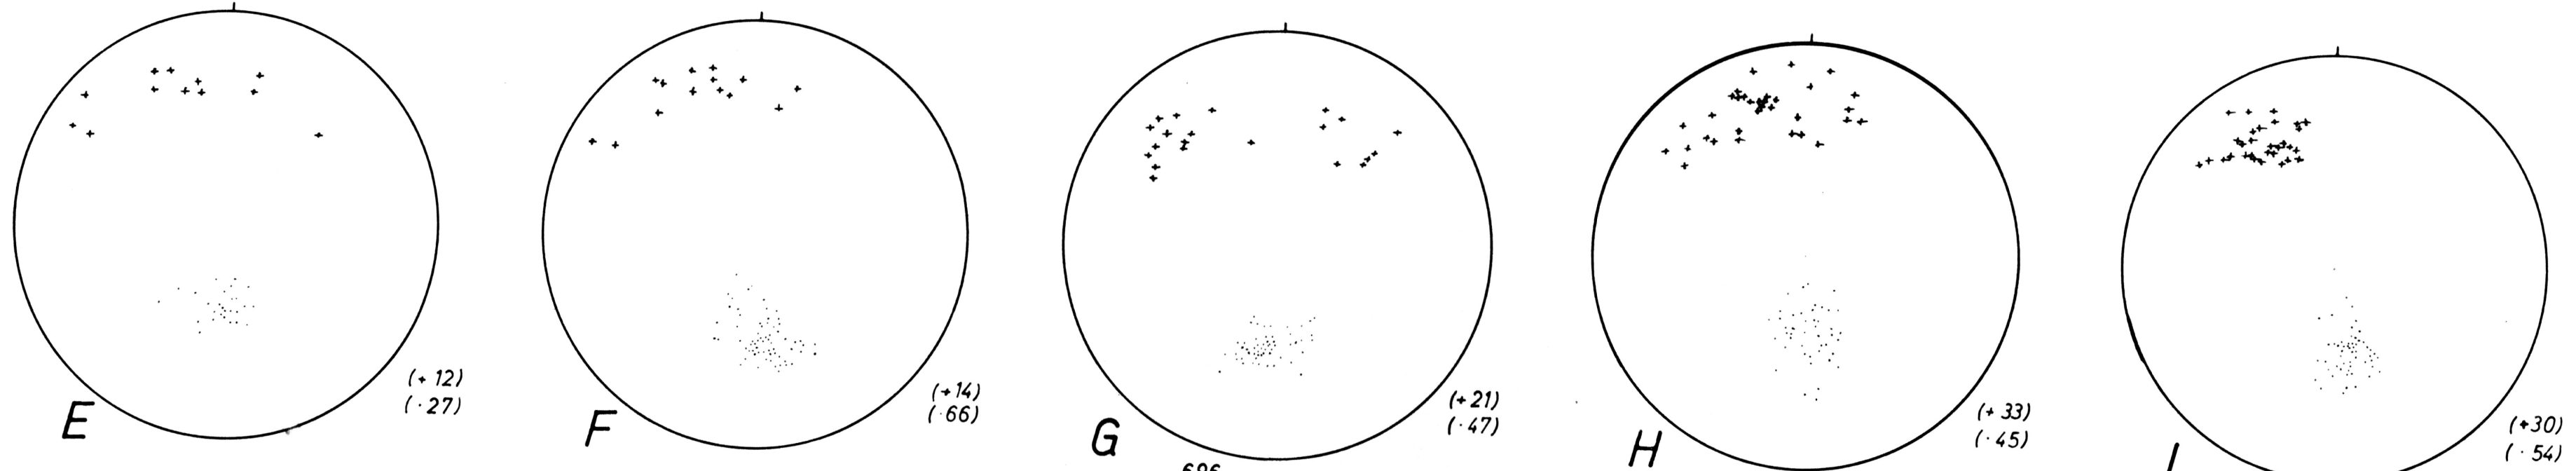 (+ 12)
(· 27)
E
(+14)
(· 66)
F
(+21)
(· 47)
G
(+ 33)
(· 45)
H
(+30)
(· 54)